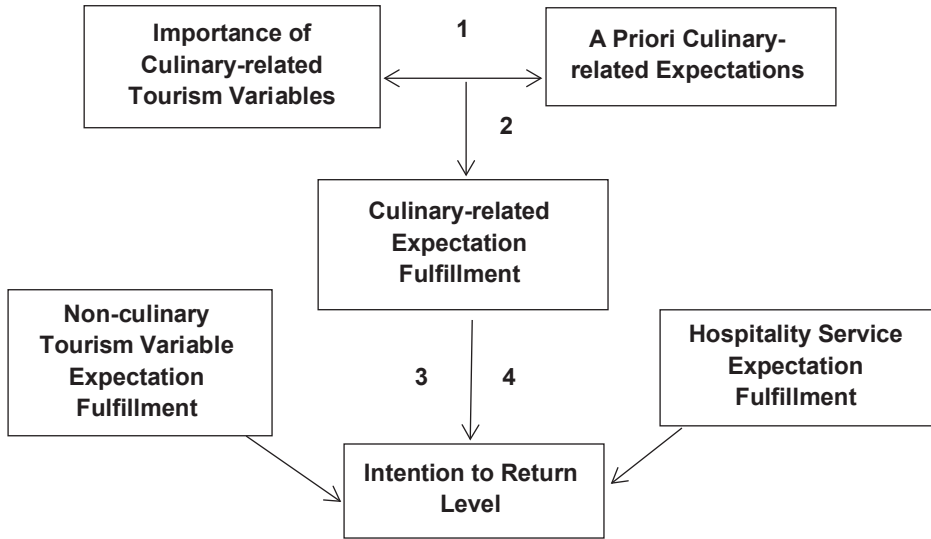 Importance of
Culinary-related
Tourism Variables
1
A Priori Culinary-
related Expectations
2
Culinary-related
Expectation
Fulfillment
Non-culinary
Tourism Variable
Expectation
Fulfillment
3
4
Hospitality Service
Expectation
Fulfillment
Intention to Return
Level